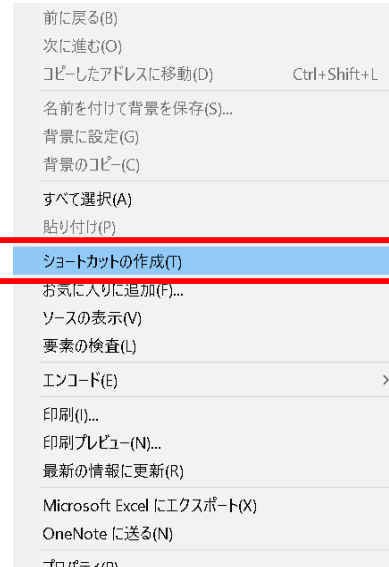 前に戻る(B)
次に進む(O)
コピーしたアドレスに移動(D) Ctrl+Shift+L
名前を付けて背景を保存(S)...
背景に設定(G)
背景のコピー(C)
すべて選択(A)
貼り付け(P)
ショートカットの作成(T)
お気に入りに追加(F)...
ソースの表示(V)
要素の検査(L)
エンコード(E)
印刷(I)...
印刷プレビュー(N)...
最新の情報に更新(R)
Microsoft Excel にエクスポート(X)
OneNote に送る(N)
プロパティ(P)